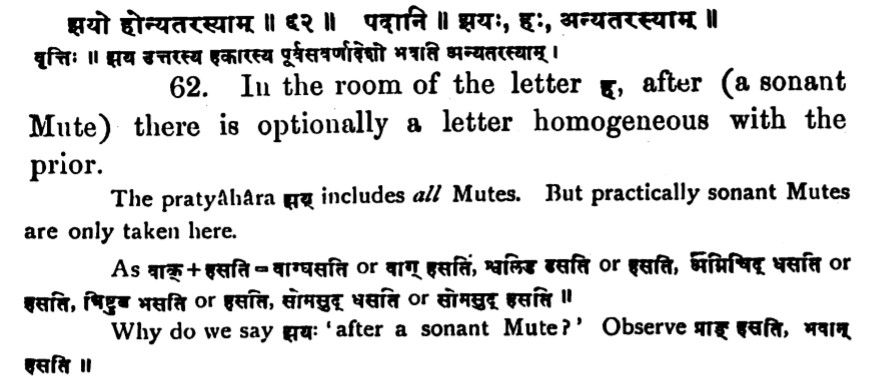 झयो होन्यतरस्याम् ॥ ६२ ॥ पदानि ॥ झयः, हः, अन्यतरस्याम् ॥
वृत्तिः ॥ झय उत्तरस्य हकारस्य पूर्वसवर्णादेशो भवति अन्यतरस्याम् ।
62. In the room of the letter ह, after (a sonant
Mute) there is optionally a letter homogeneous with the
prior.
The pratyâhâra झय् includes all Mutes. But practically sonant Mutes
are only taken here.
As वाक् + हसति = वाग्घसति or वाग् हसति, श्वलिड ढसति or हसति, अग्निचिद् धसति or
हसति, त्रिष्टुब भसति or हसति, सोमसुद् धसति or सोमसुद् हसति ॥
Why do we say झयः 'after a sonant Mute?' Observe प्राङ् हसति, भवान्
हसति ॥